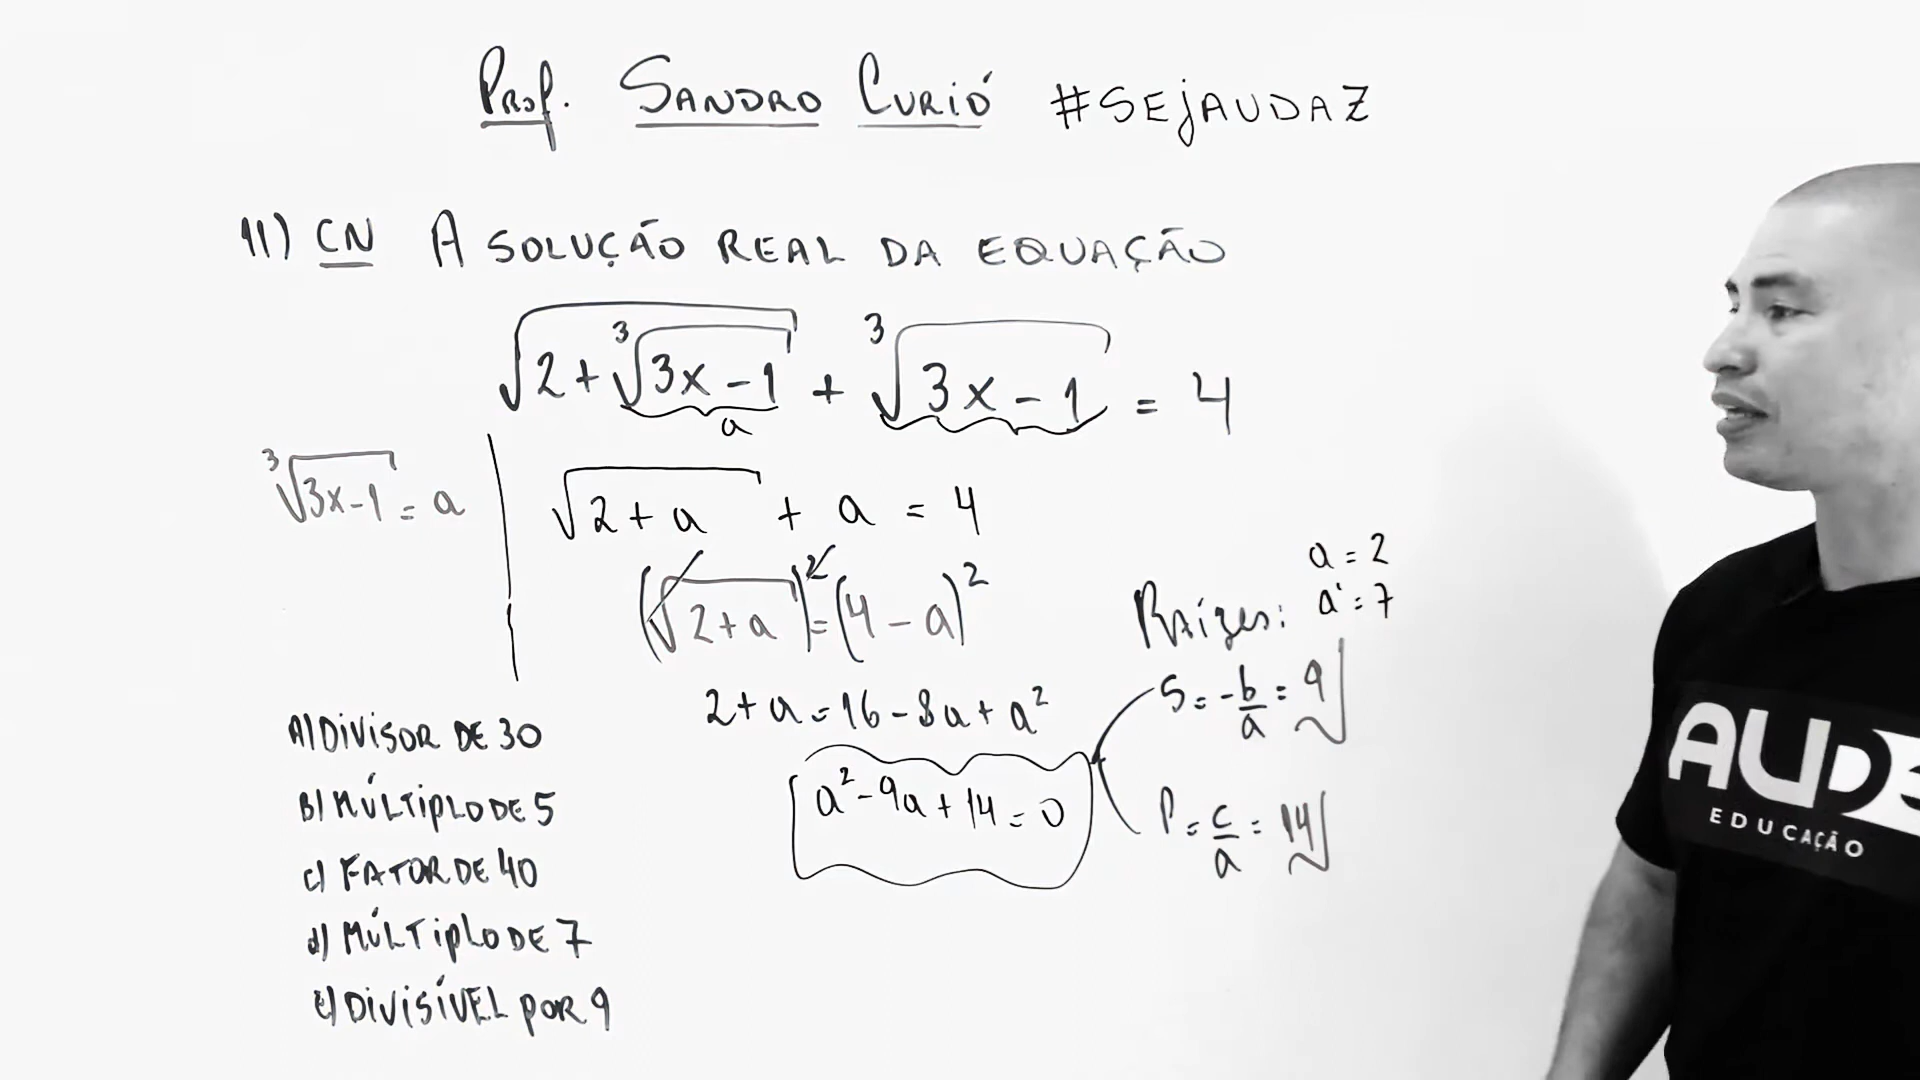 Prof. SANDRO CURIÓ #SEjAUDAZ
11) CN A SOLUÇÃO REAL DA EQUAÇÃO
√(2+∛(3x-1)) + ∛(3x-1) = 4
a
∛(3x-1) = a
√(2+a) + a = 4
(√(2+a))² = (4-a)²
2+a = 16-8a+a²
a²-9a+14=0
Raízes: a = 2
a' = 7
S = -b/a = 9
P = c/a = 14
A) DiVISOR DE 30
B) MÚLTIPLO DE 5
c) FATOR DE 40
d) MÚLTiPLO DE 7
e) DiViSÍVEL POR 9
AUDE
EDUCAÇÃO